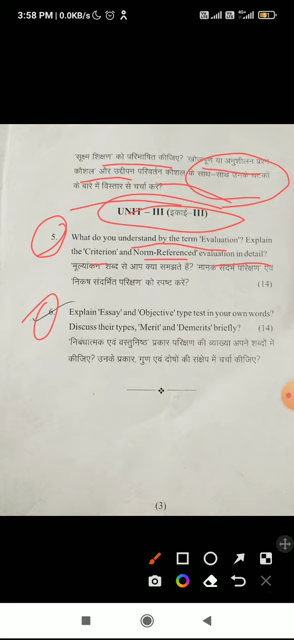 3:58 PM | 0.0KB/s
'सूक्ष्म शिक्षण' को परिभाषित कीजिए? 'खोजपूर्ण या अनुशीलन प्रश्न
कौशल' और उद्दीपन परिवर्तन कौशल के साथ-साथ उनके घटकों
के बारे में विस्तार से चर्चा करें?
UNIT – III (इकाई-III)
5. What do you understand by the term 'Evaluation'? Explain
the 'Criterion' and Norm-Referenced' evaluation in detail?
'मूल्यांकन' शब्द से आप क्या समझते हैं? 'मानक संदर्भ परिक्षण' एवं
'निकष संदर्भित परिक्षण' को स्पष्ट करें? (14)
6. Explain 'Essay' and 'Objective' type test in your own words?
Discuss their types, 'Merit' and 'Demerits' briefly? (14)
'निबंधात्मक एवं वस्तुनिष्ठ' प्रकार परिक्षण की व्याख्या अपने शब्दों में
कीजिए? उनके प्रकार, गुण एवं दोषों की संक्षेप में चर्चा कीजिए?
(3)